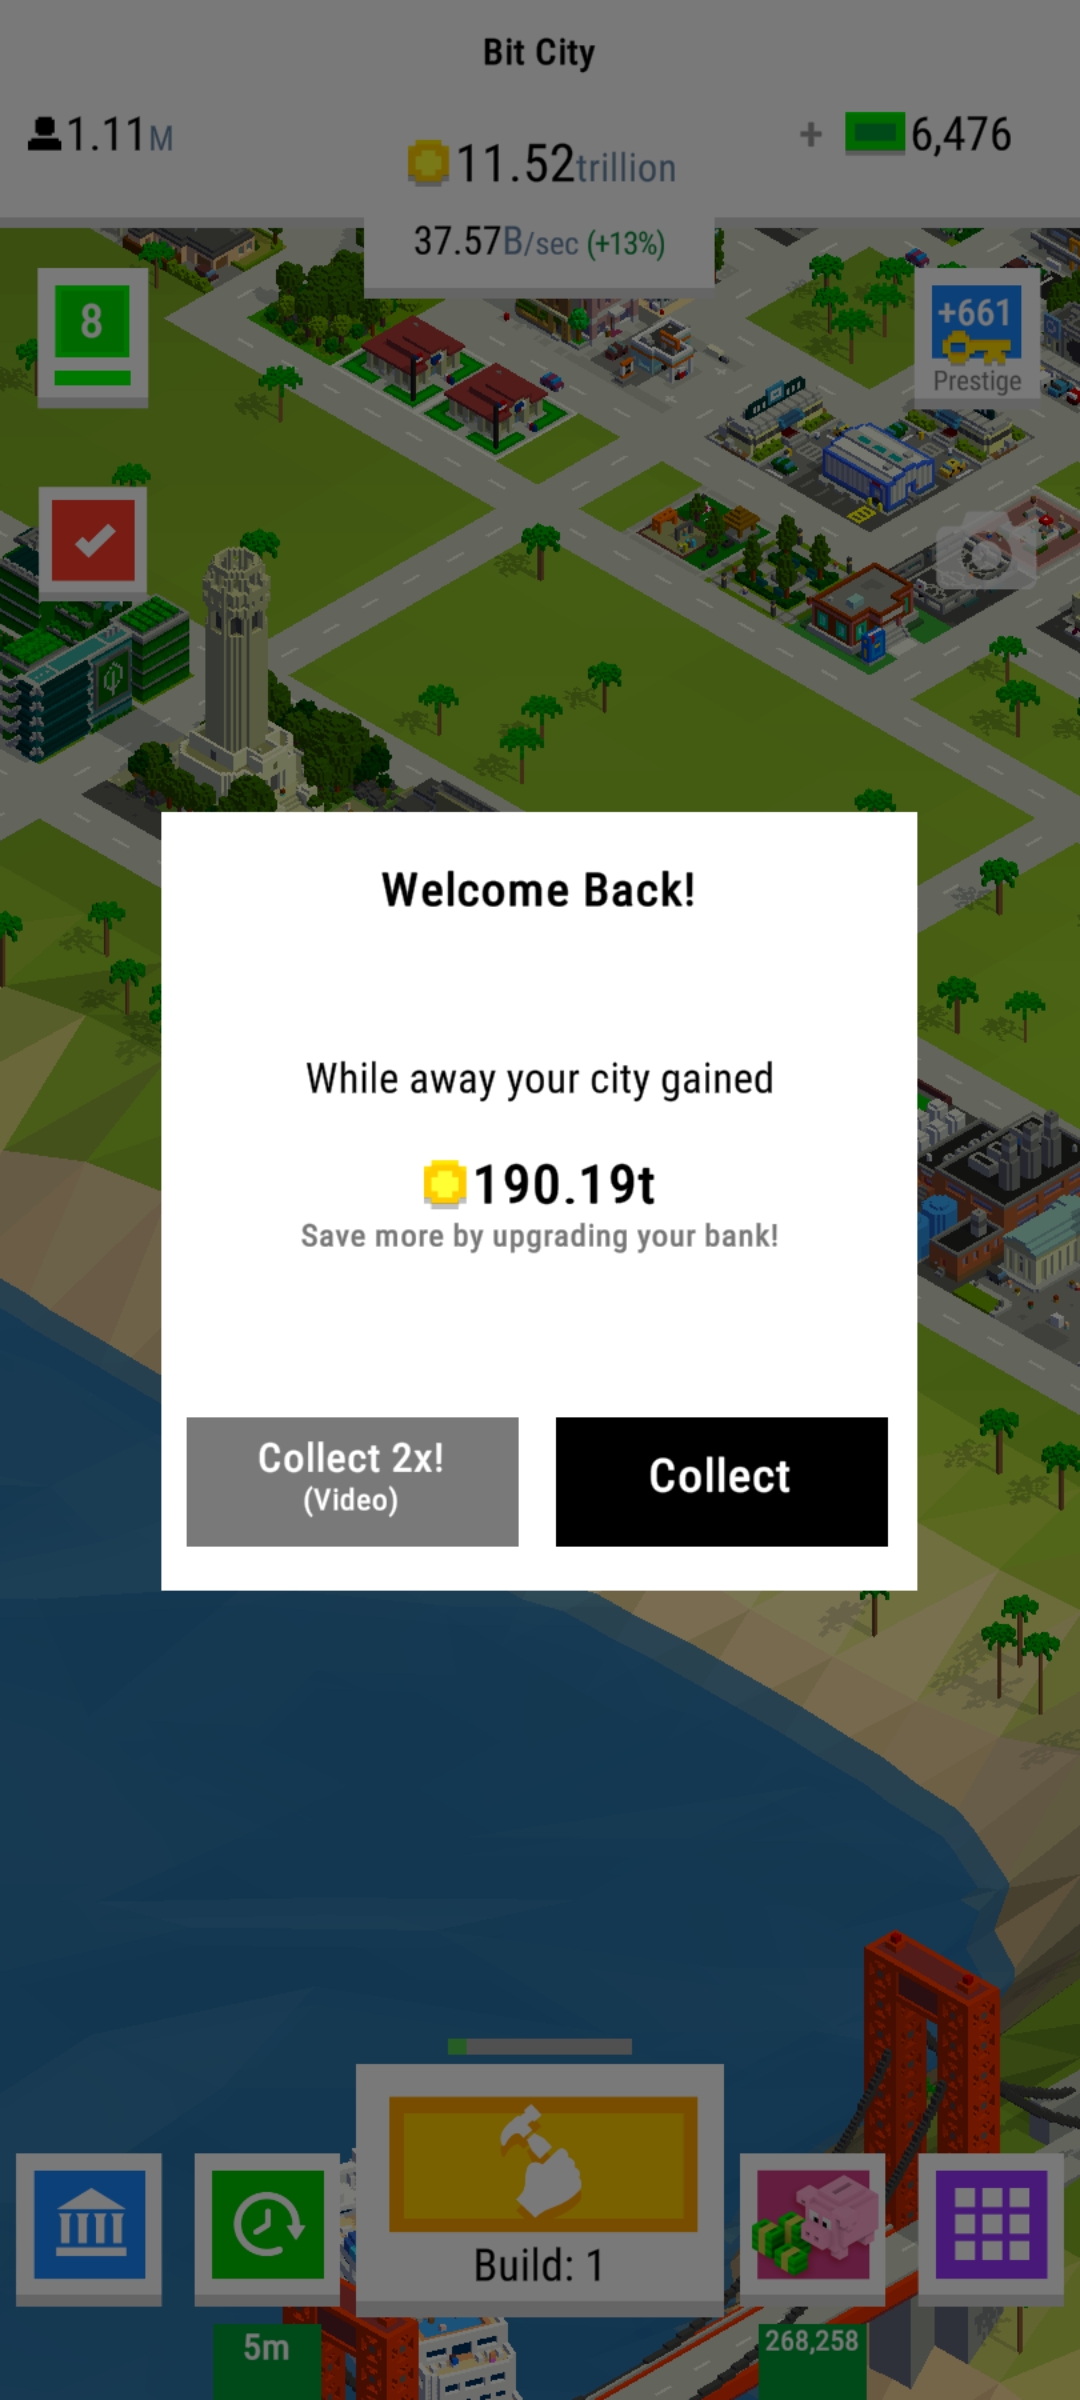 Bit City
1.11M
11.52trillion
+ 6,476
37.57B/sec (+13%)
8
+661
Prestige
Welcome Back!
While away your city gained
190.19t
Save more by upgrading your bank!
Collect 2x!
(Video)
Collect
Build: 1
5m
268,258